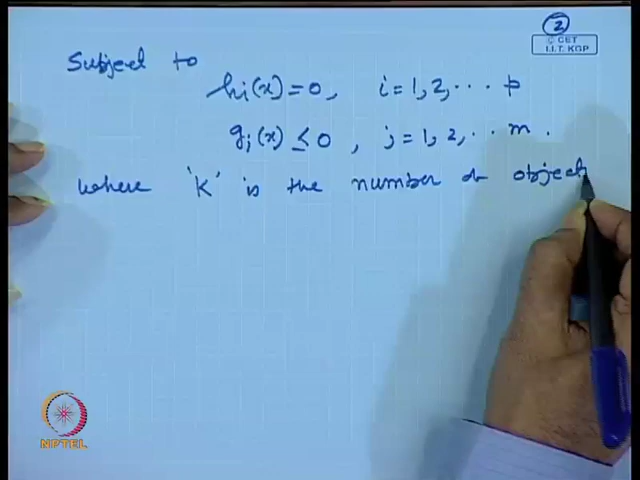 2
© CET
I.I.T. KGP
Subject to
hi(x) = 0, i = 1, 2, ... p
gj(x) ≤ 0, j = 1, 2, ... m.
where 'K' is the number of object
NPTEL